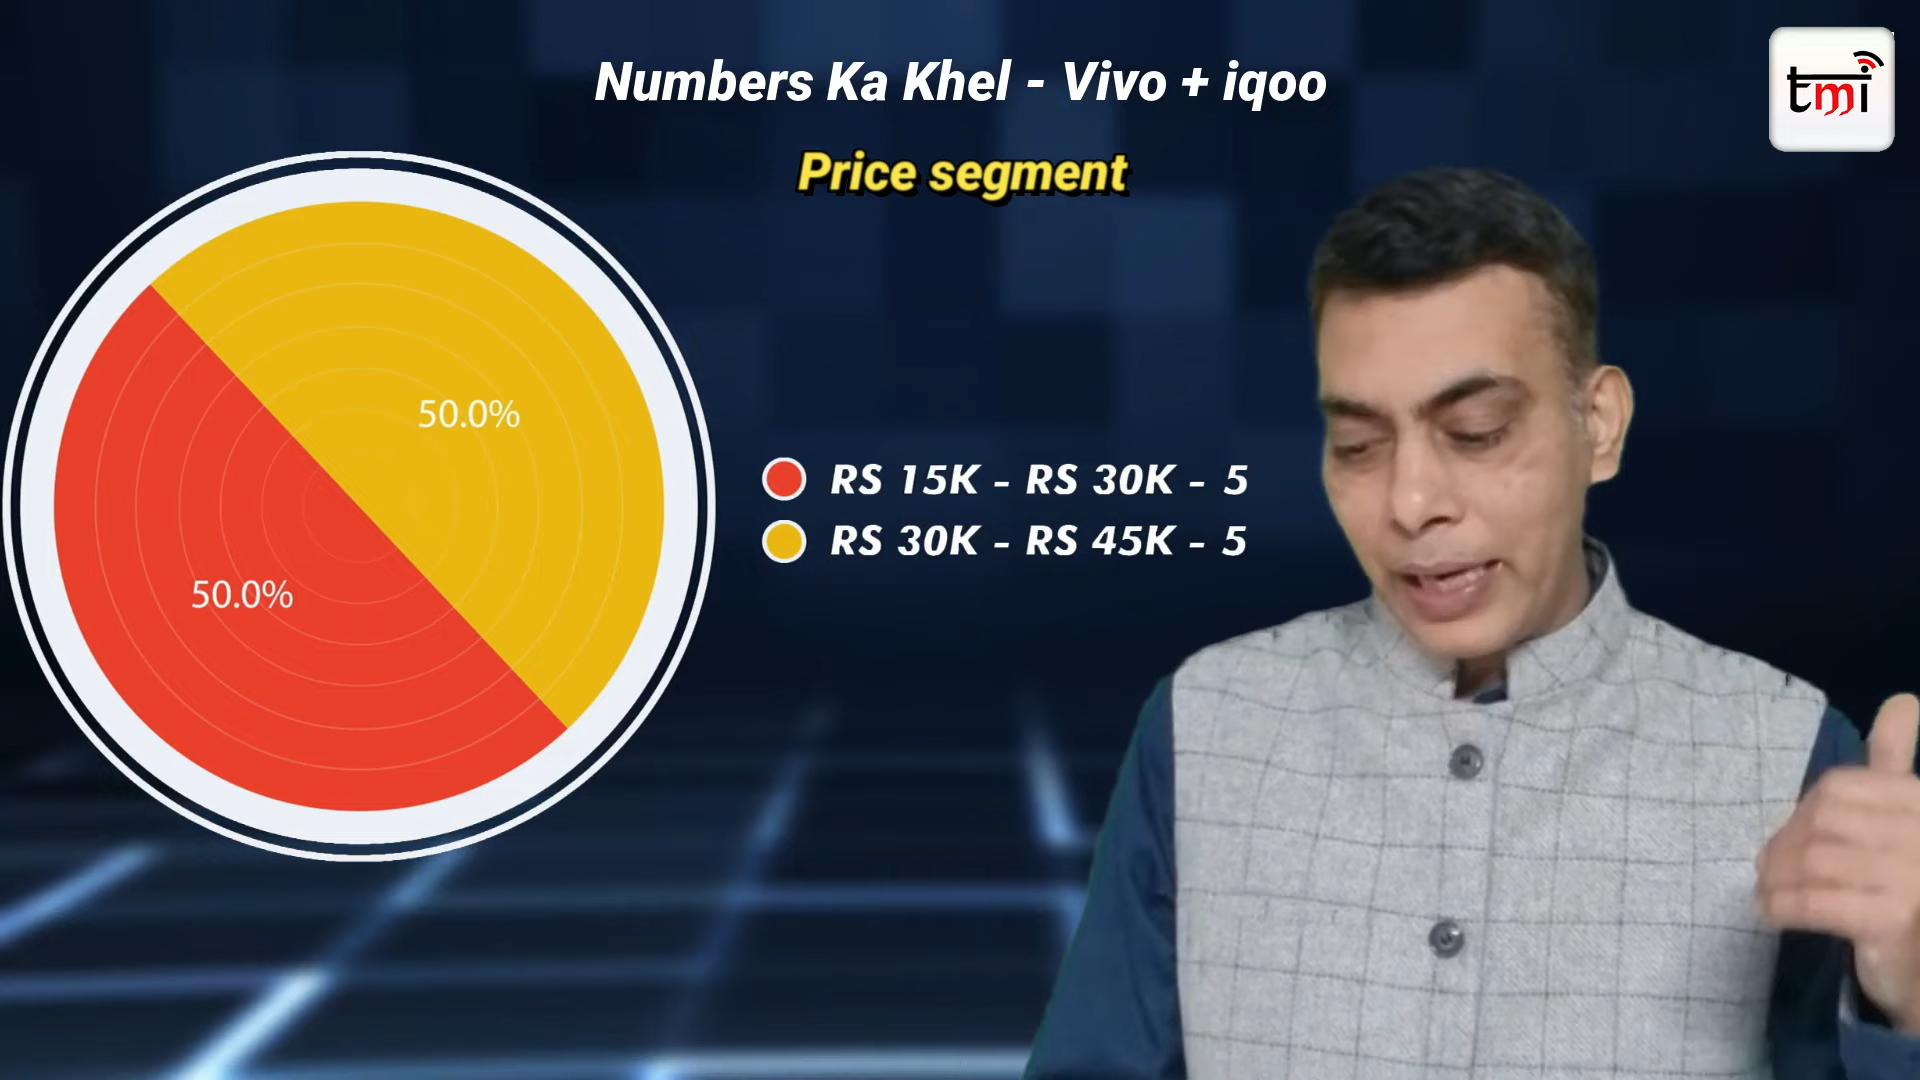 Numbers Ka Khel - Vivo + iqoo
tmi
Price segment
50.0%
50.0%
RS 15K - RS 30K - 5
RS 30K - RS 45K - 5